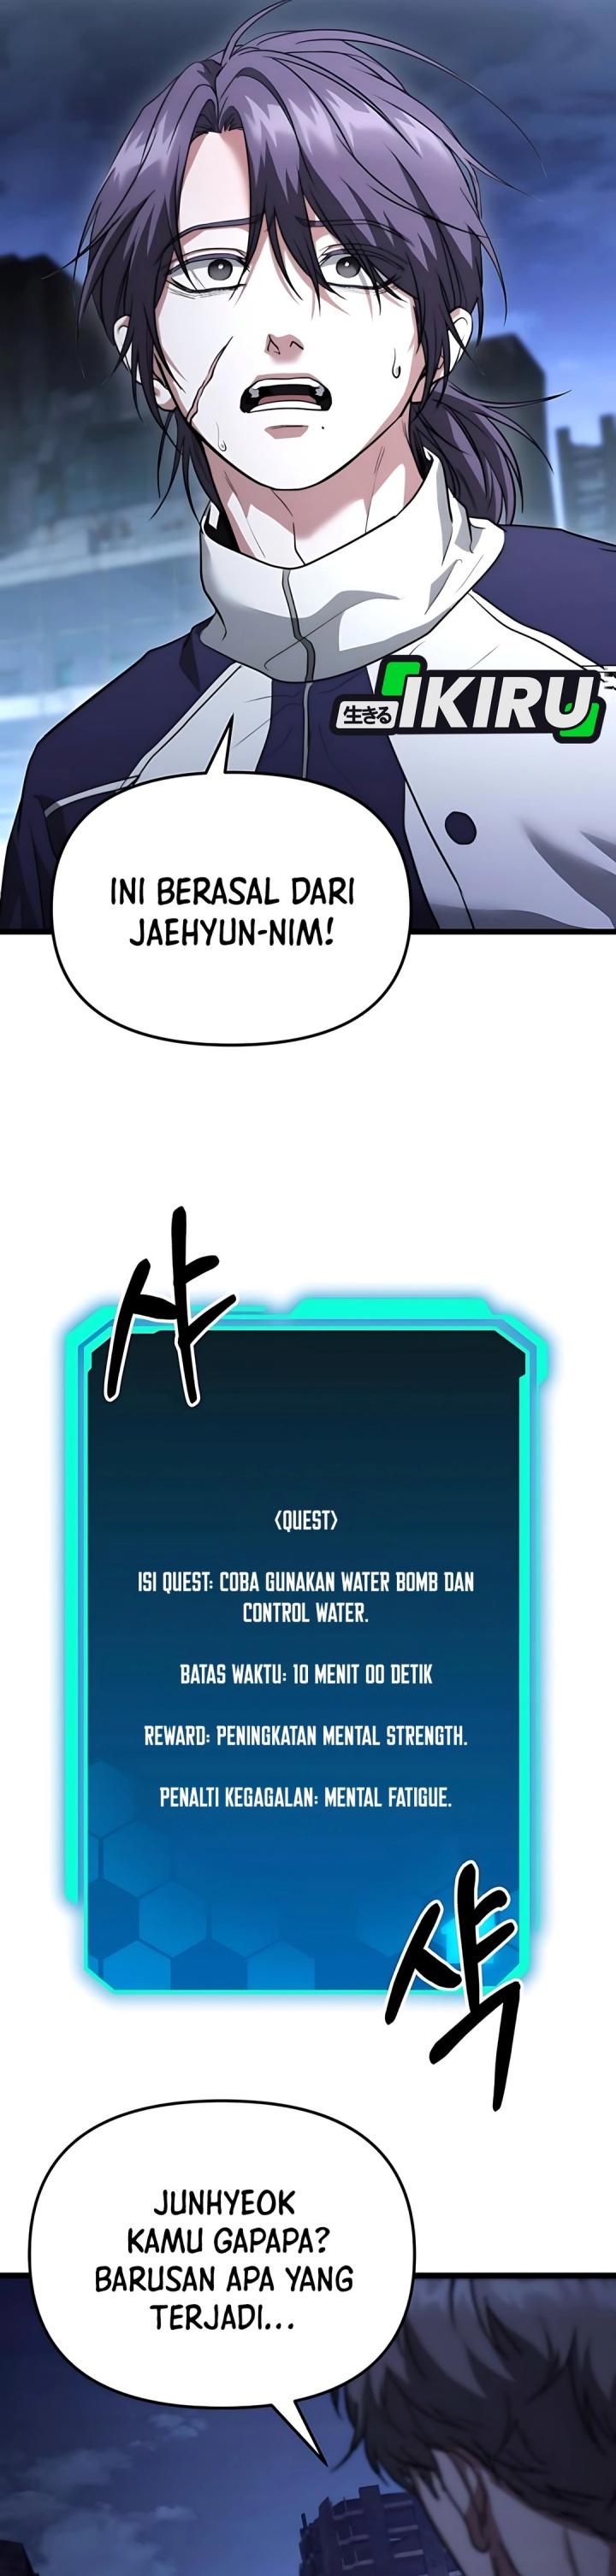 生きる IKIRU
INI BERASAL DARI
JAEHYUN-NIM!
샤
<QUEST>
ISI QUEST: COBA GUNAKAN WATER BOMB DAN
CONTROL WATER.
BATAS WAKTU: 10 MENIT 00 DETIK
REWARD: PENINGKATAN MENTAL STRENGTH.
PENALTI KEGAGALAN: MENTAL FATIGUE.
샥
JUNHYEOK
KAMU GAPAPA?
BARUSAN APA YANG
TERJADI...